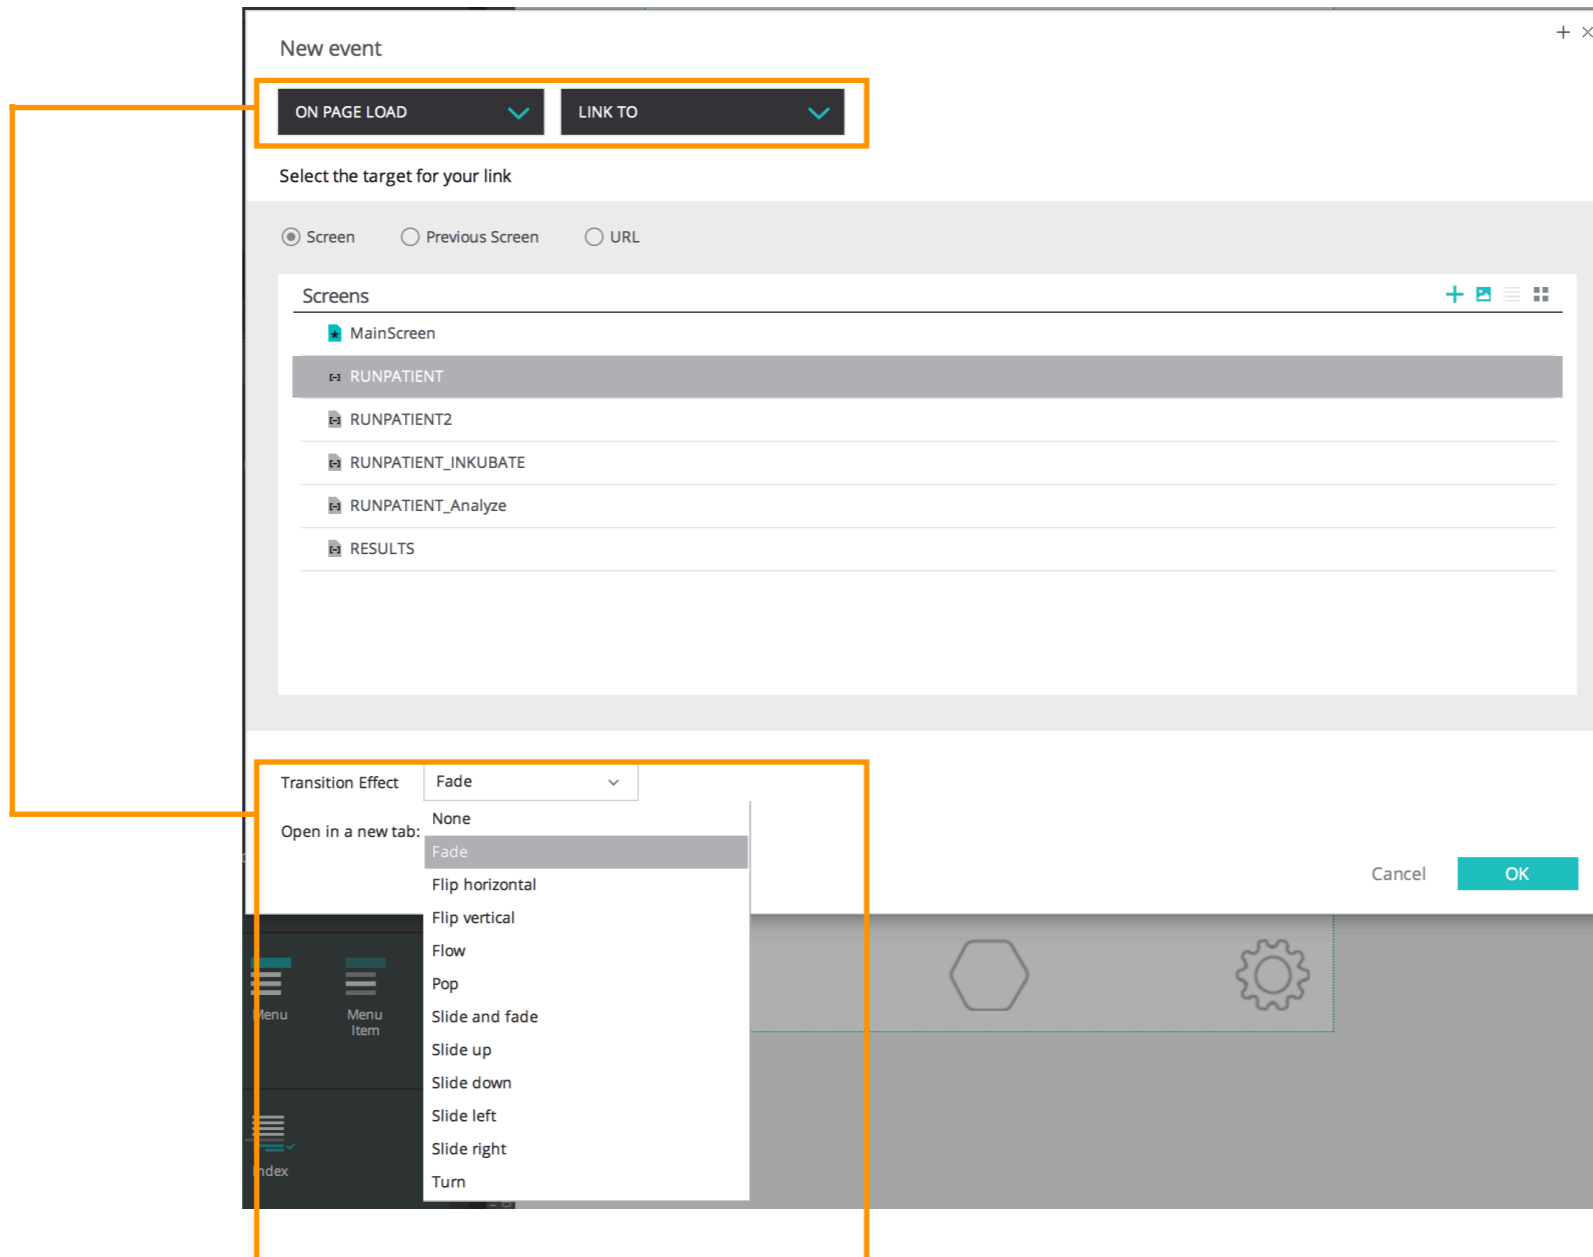 New event
ON PAGE LOAD
LINK TO
Select the target for your link
Screen
Previous Screen
URL
Screens
MainScreen
RUNPATIENT
RUNPATIENT2
RUNPATIENT_INKUBATE
RUNPATIENT_Analyze
RESULTS
Transition Effect
Fade
Open in a new tab:
None
Fade
Flip horizontal
Flip vertical
Flow
Pop
Slide and fade
Slide up
Slide down
Slide left
Slide right
Turn
Cancel
OK
Menu
Menu
Item
Index